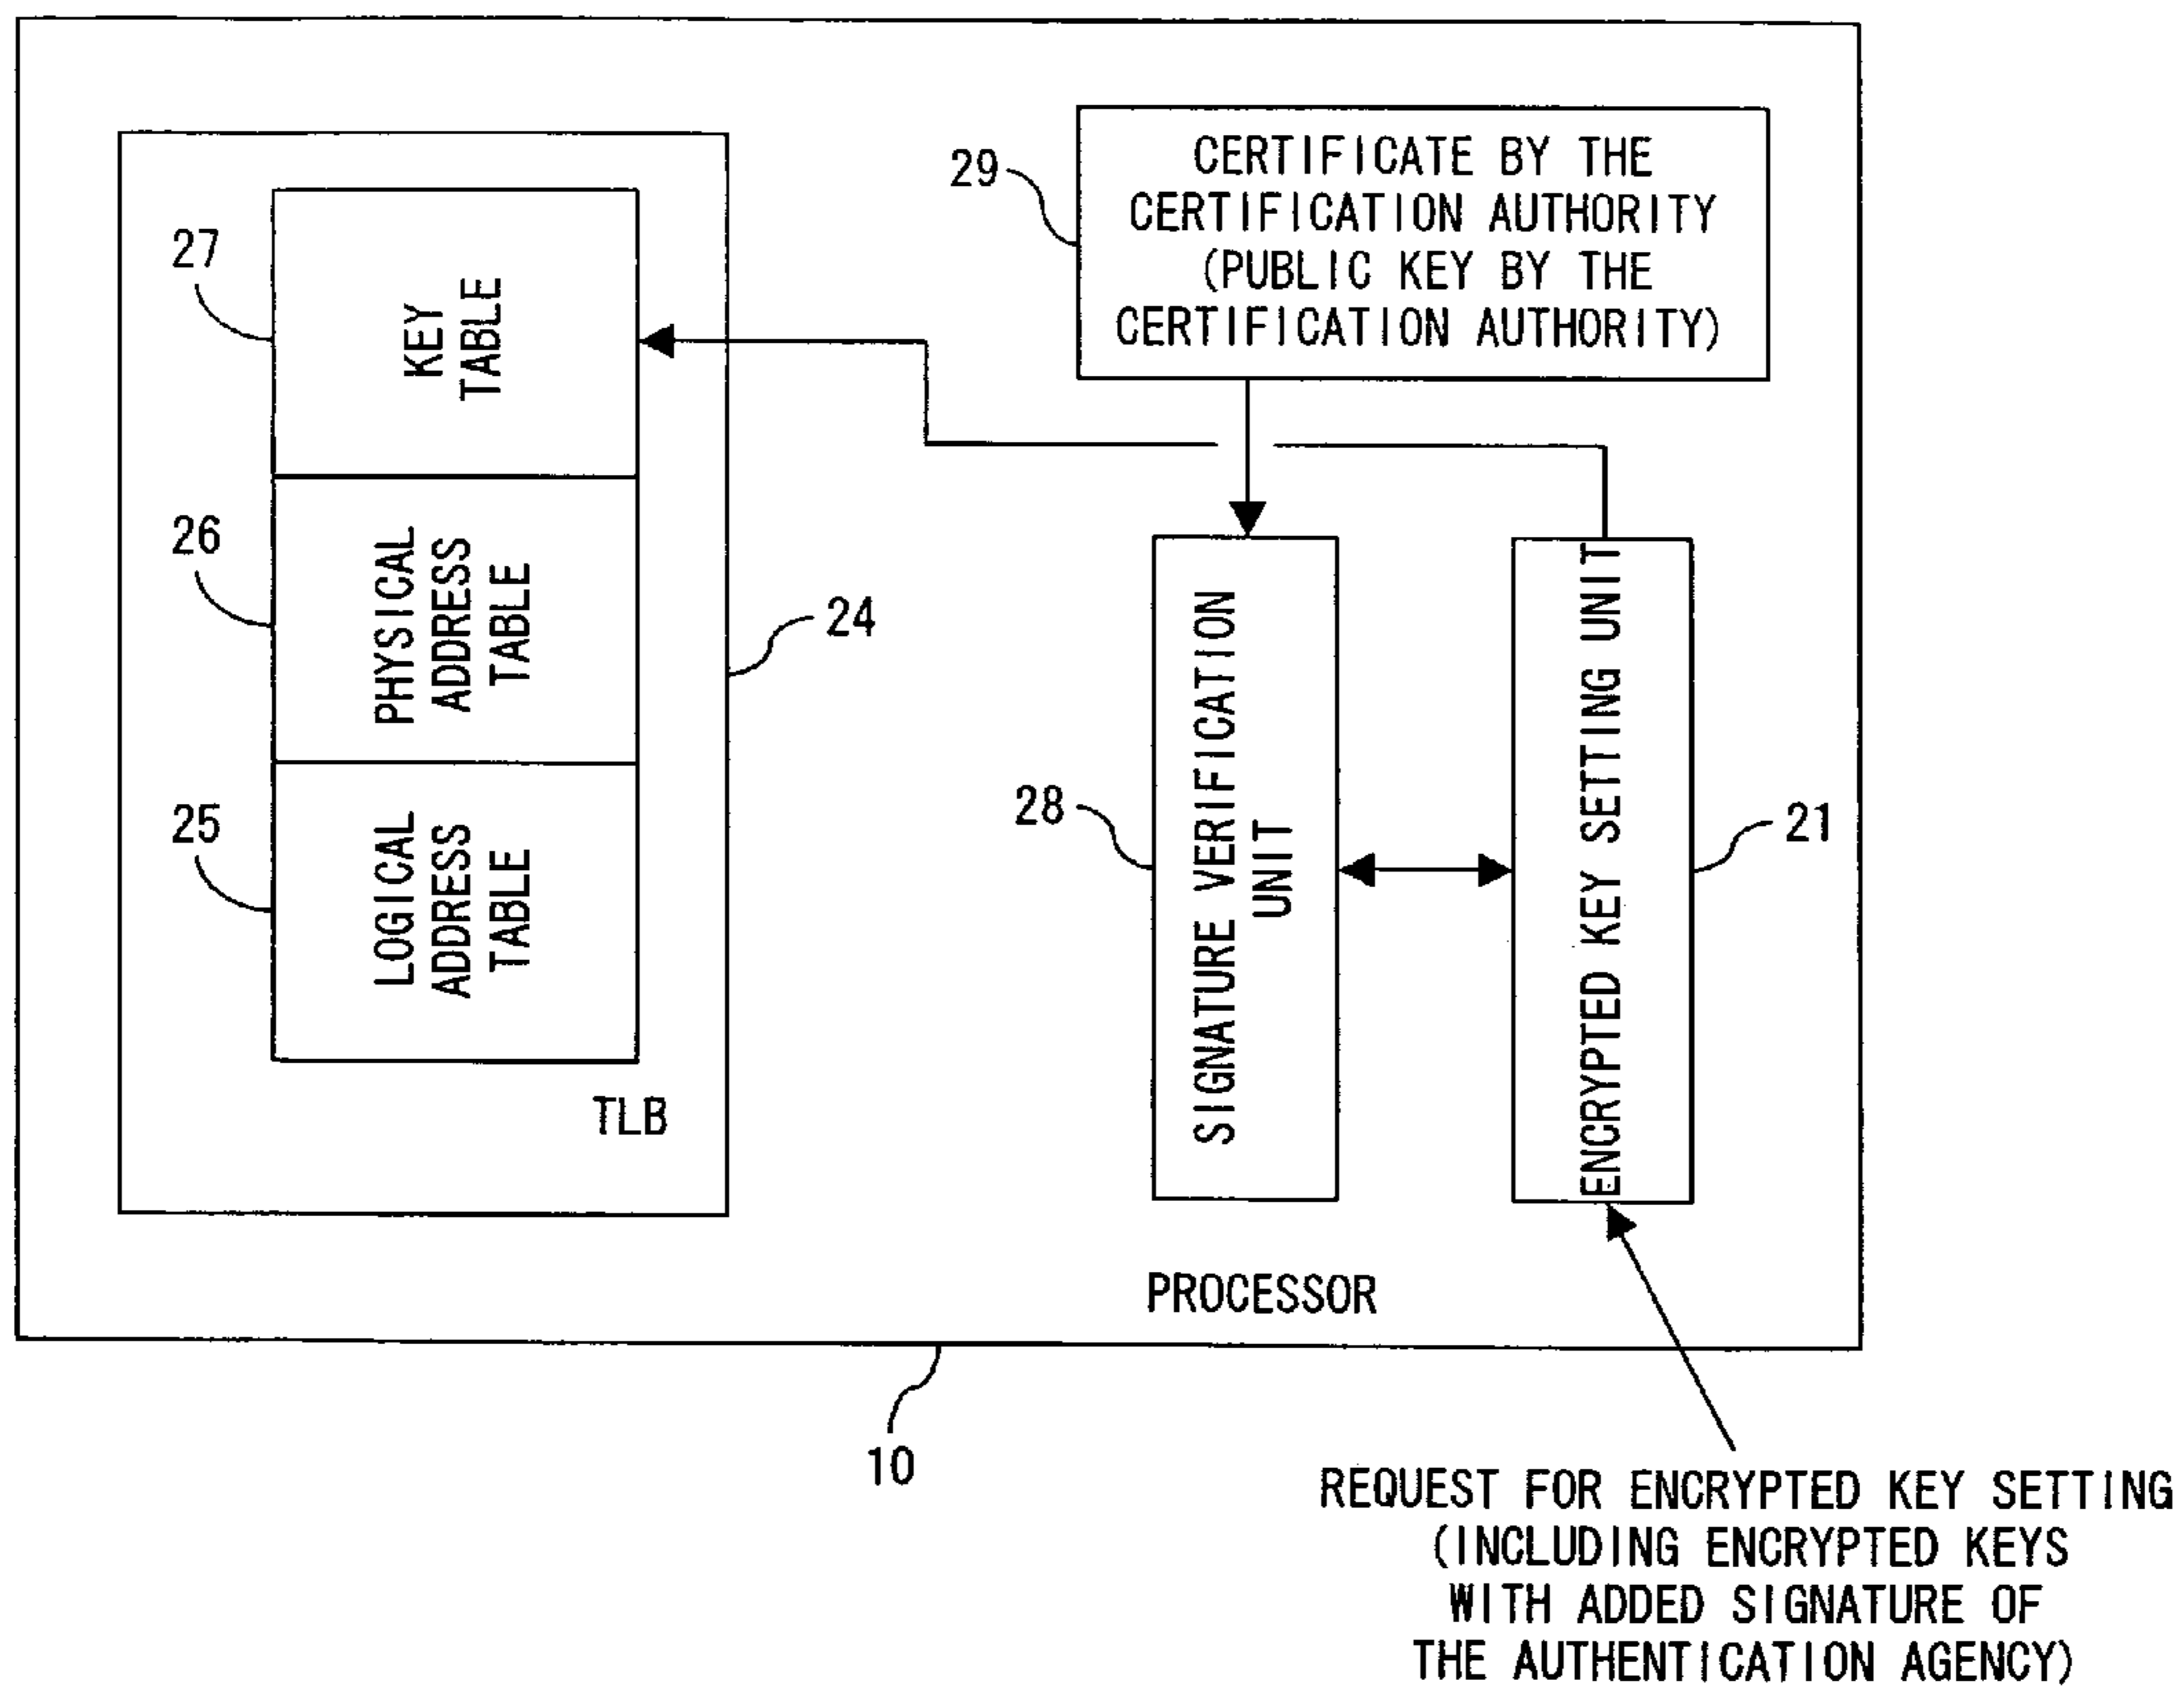 29
CERTIFICATE BY THE
CERTIFICATION AUTHORITY
(PUBLIC KEY BY THE
CERTIFICATION AUTHORITY)
27
KEY
TABLE
26
PHYSICAL
ADDRESS
TABLE
24
25
LOGICAL
ADDRESS
TABLE
TLB
28
SIGNATURE VERIFICATION
UNIT
ENCRYPTED KEY SETTING UNIT
21
PROCESSOR
10
REQUEST FOR ENCRYPTED KEY SETTING
(INCLUDING ENCRYPTED KEYS
WITH ADDED SIGNATURE OF
THE AUTHENTICATION AGENCY)